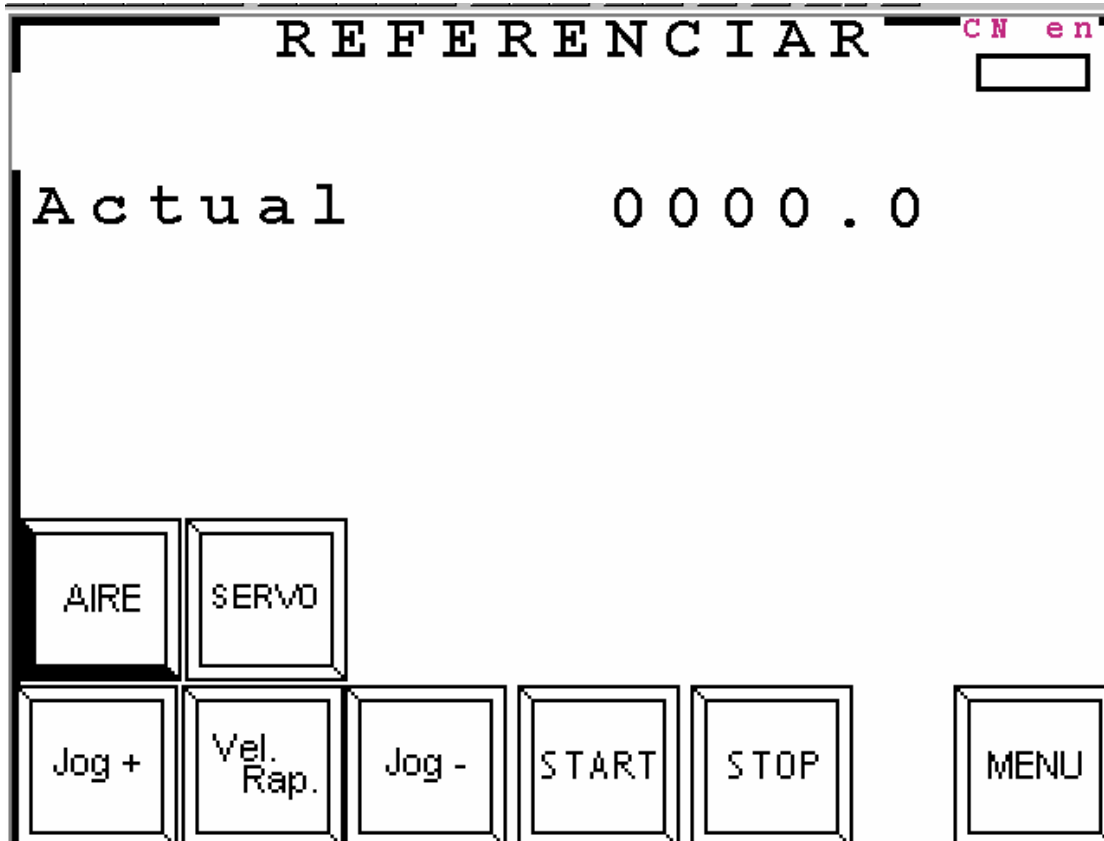 REFERENCIAR
CN en
Actual 0000.0
AIRE SERVO
Jog + Vel. Rap. Jog - START STOP MENU